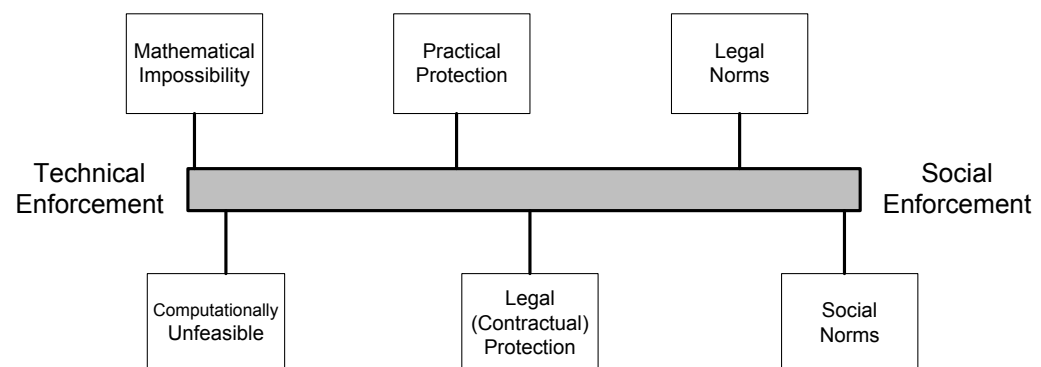 Mathematical
Impossibility
Practical
Protection
Legal
Norms
Technical
Enforcement
Social
Enforcement
Computationally
Unfeasible
Legal
(Contractual)
Protection
Social
Norms